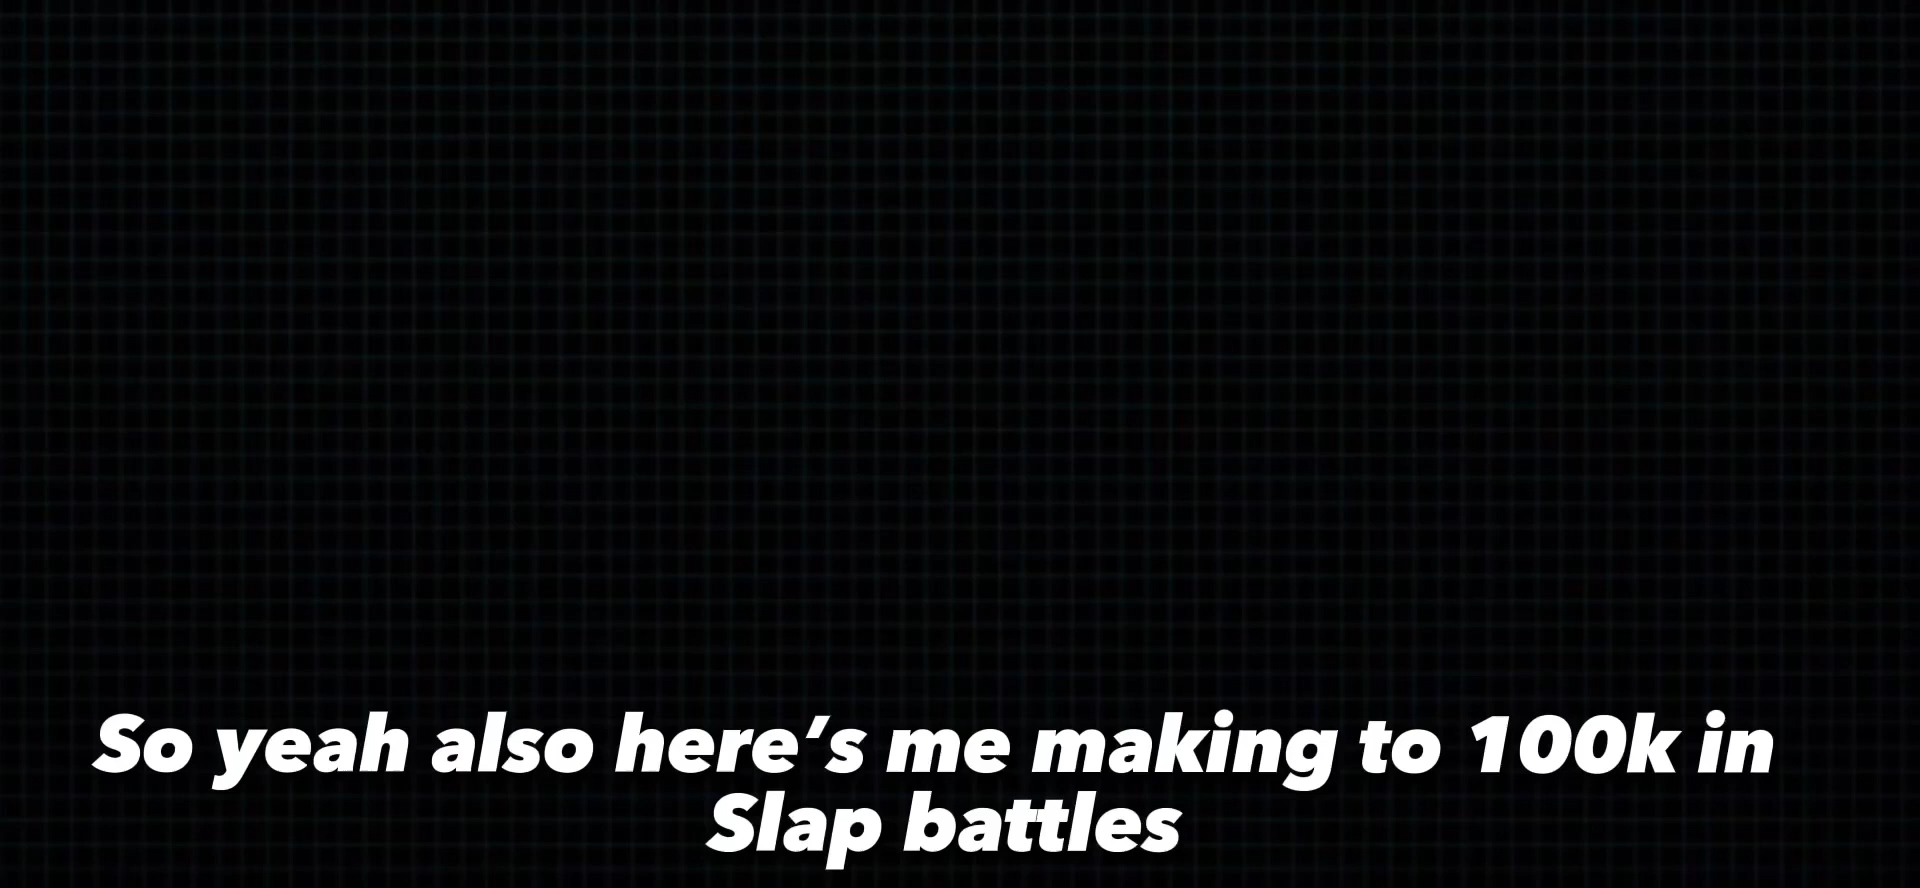 So yeah also here’s me making to 100k in
Slap battles